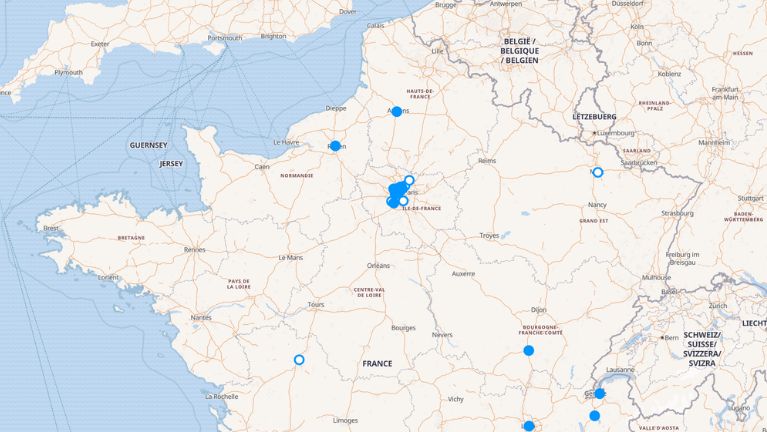 Dover
Brugge
Antwerpen
Düsseldorf
Calais
Exeter
Portsmouth
Brighton
Köln
Lille
BELGIË /
BELGIQUE
/ BELGIEN
Bonn
HESSEN
Plymouth
Koblenz
HAUTS-DE-
FRANCE
Frankfurt
am Main
RHEINLAND-
PFALZ
Dieppe
LËTZEBUERG
Luxembourg
GUERNSEY
Le Havre
Mannheim
SAARLAND
JERSEY
Caen
Reims
Saarbrücken
NORMANDIE
ÎLE-DE-FRANCE
Nancy
Stuttgart
Strasbourg
BADEN-
WÜRTTEMBERG
GRAND EST
Brest
BRETAGNE
Troyes
Rennes
Le Mans
Freiburg im
Breisgau
Orléans
Auxerre
Mulhouse
Lorient
PAYS DE
LA LOIRE
CENTRE-VAL
DE LOIRE
Basel
Tours
Zürich
Nantes
Dijon
LIECHT
Bourges
Nevers
BOURGOGNE-
FRANCHE-COMTÉ
SCHWEIZ/
SUISSE/
SVIZZERA/
SVIZRA
Bern
FRANCE
Lausanne
La Rochelle
Vichy
Limoges
Lugano
VALLE D'AOSTA